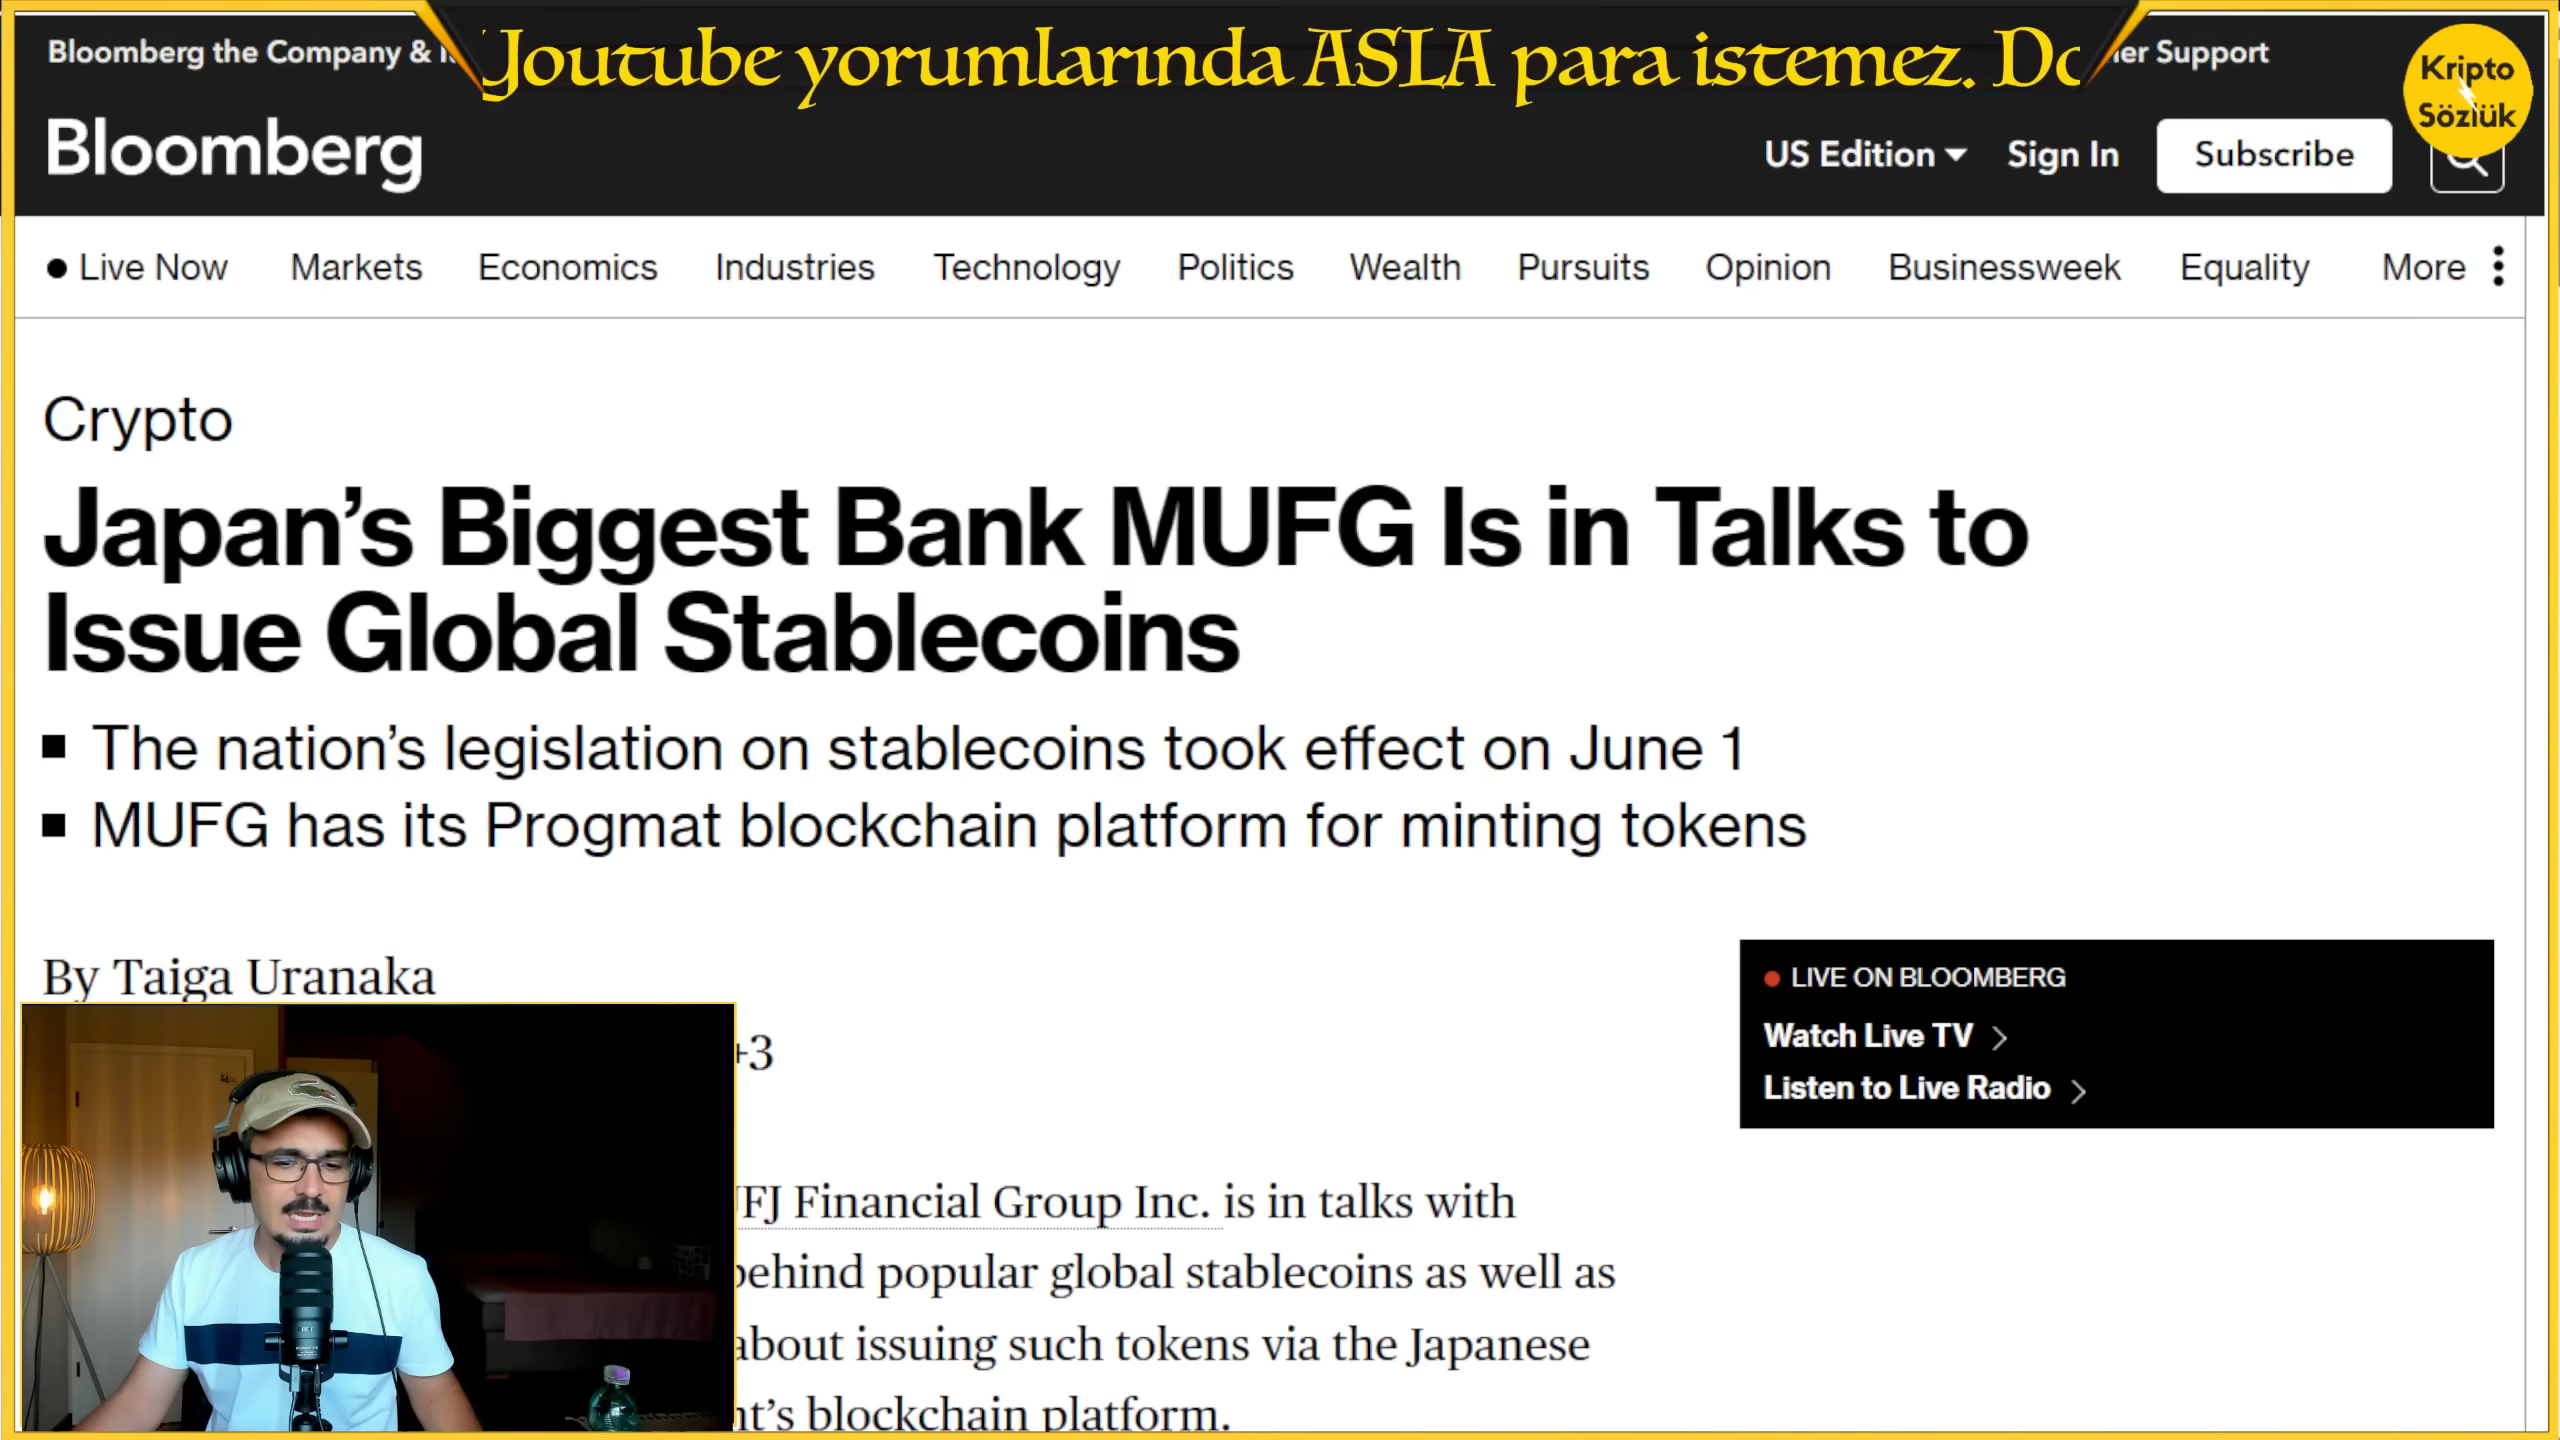 Youtube yorumlarında ASLA para istemez.
Bloomberg the Company &
Support
Kripto
Sözlük
Bloomberg
US Edition
Sign In
Subscribe
Live Now
Markets
Economics
Industries
Technology
Politics
Wealth
Pursuits
Opinion
Businessweek
Equality
More
Crypto
Japan’s Biggest Bank MUFG Is in Talks to
Issue Global Stablecoins
The nation’s legislation on stablecoins took effect on June 1
MUFG has its Progmat blockchain platform for minting tokens
By Taiga Uranaka
+3
LIVE ON BLOOMBERG
Watch Live TV
Listen to Live Radio
Financial Group Inc. is in talks with
behind popular global stablecoins as well as
about issuing such tokens via the Japanese
blockchain platform.